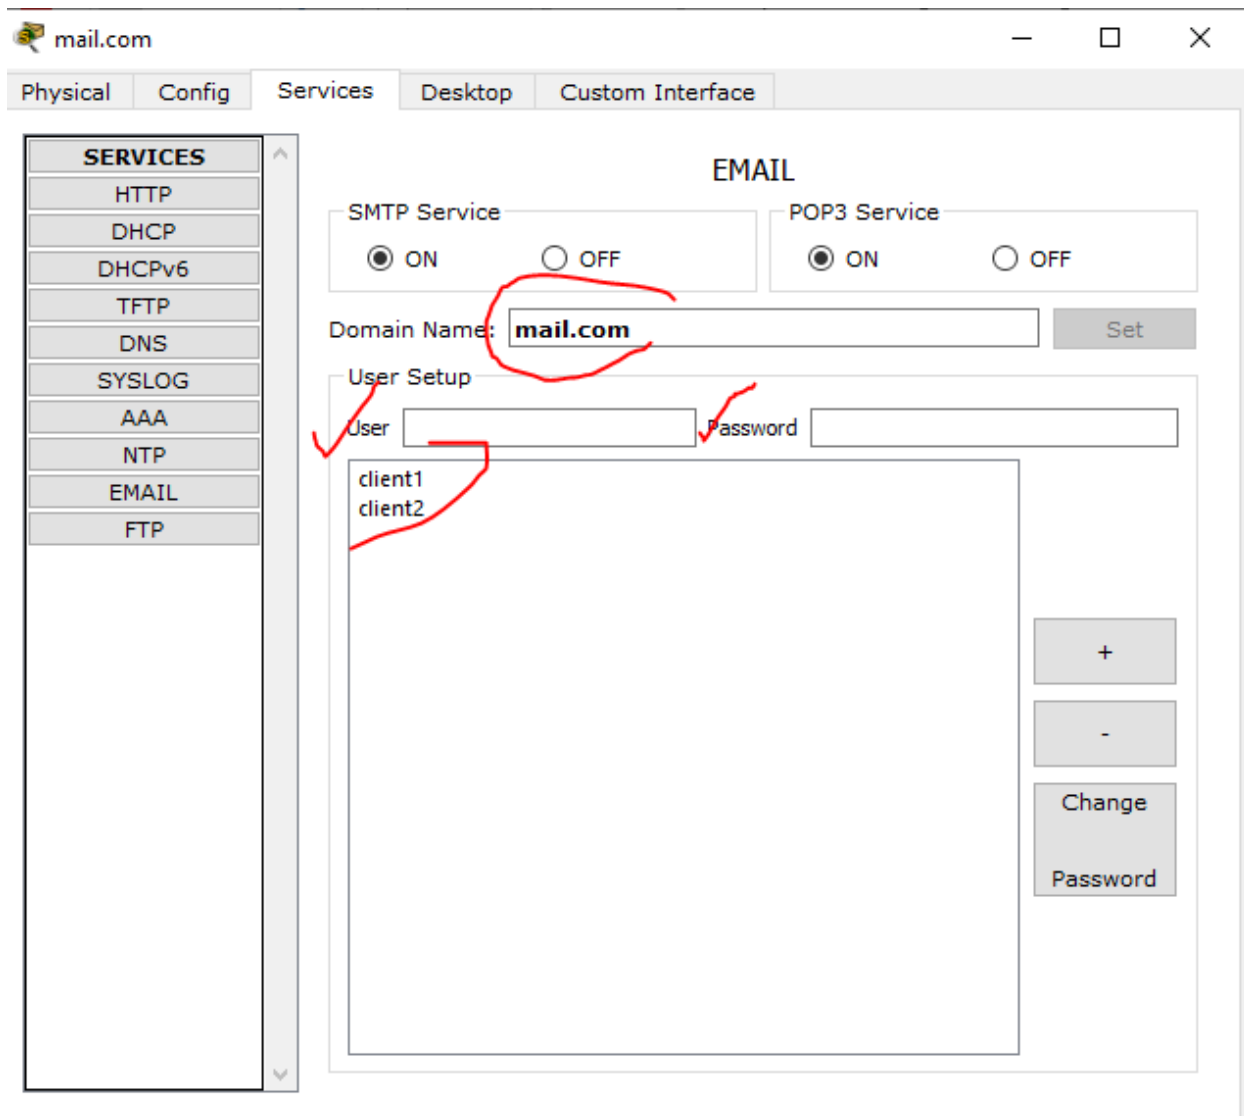 mail.com
Physical Config Services Desktop Custom Interface
SERVICES
HTTP
DHCP
DHCPv6
TFTP
DNS
SYSLOG
AAA
NTP
EMAIL
FTP
EMAIL
SMTP Service
ON OFF
POP3 Service
ON OFF
Domain Name: mail.com Set
User Setup
User Password
client1
client2
+
-
Change
Password